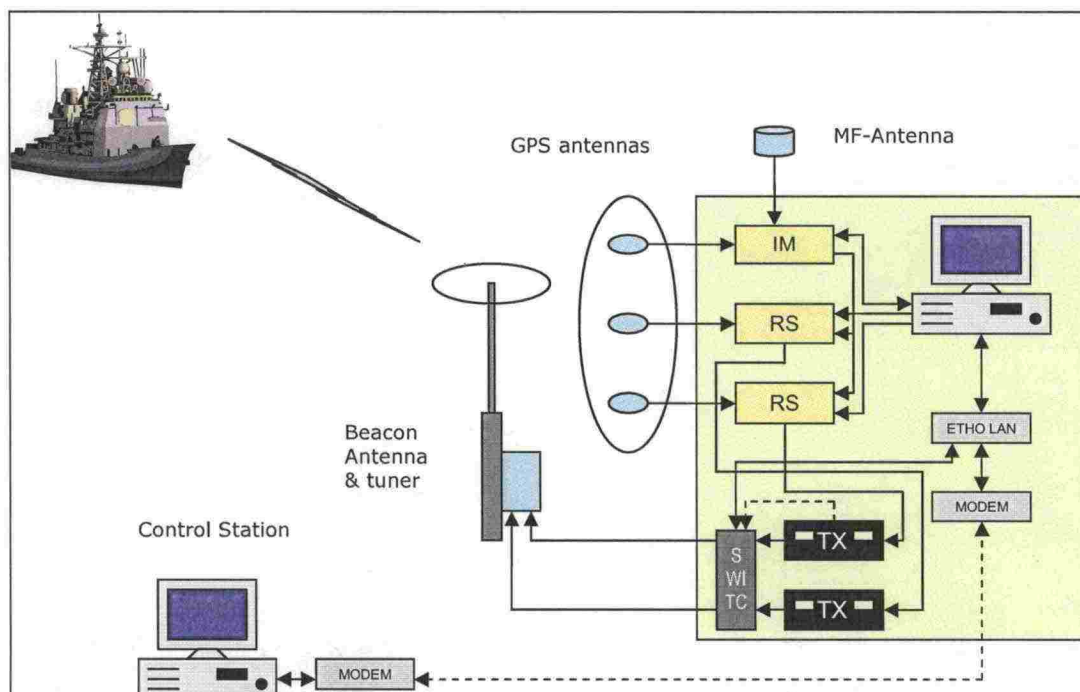 GPS antennas
MF-Antenna
IM
RS
RS
Beacon
Antenna
& tuner
ETHO LAN
MODEM
Control Station
S
WI
TC
TX
TX
MODEM